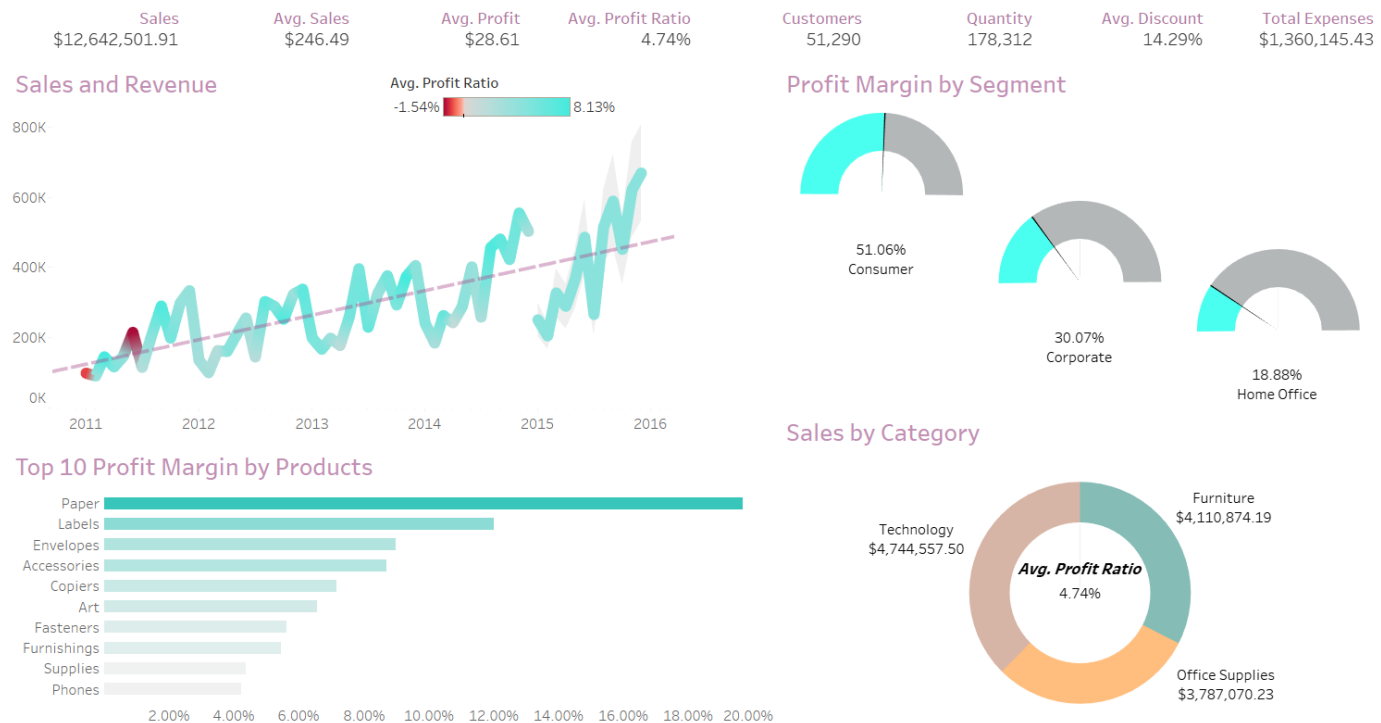 Sales
$12,642,501.91
Avg. Sales
$246.49
Avg. Profit
$28.61
Avg. Profit Ratio
4.74%
Customers
51,290
Quantity
178,312
Avg. Discount
14.29%
Total Expenses
$1,360,145.43
Sales and Revenue
Avg. Profit Ratio
-1.54%
8.13%
800K
600K
400K
200K
0K
2011
2012
2013
2014
2015
2016
Profit Margin by Segment
51.06%
Consumer
30.07%
Corporate
18.88%
Home Office
Top 10 Profit Margin by Products
Paper
Labels
Envelopes
Accessories
Copiers
Art
Fasteners
Furnishings
Supplies
Phones
2.00%
4.00%
6.00%
8.00%
10.00%
12.00%
14.00%
16.00%
18.00%
20.00%
Sales by Category
Furniture
$4,110,874.19
Technology
$4,744,557.50
Avg. Profit Ratio
4.74%
Office Supplies
$3,787,070.23